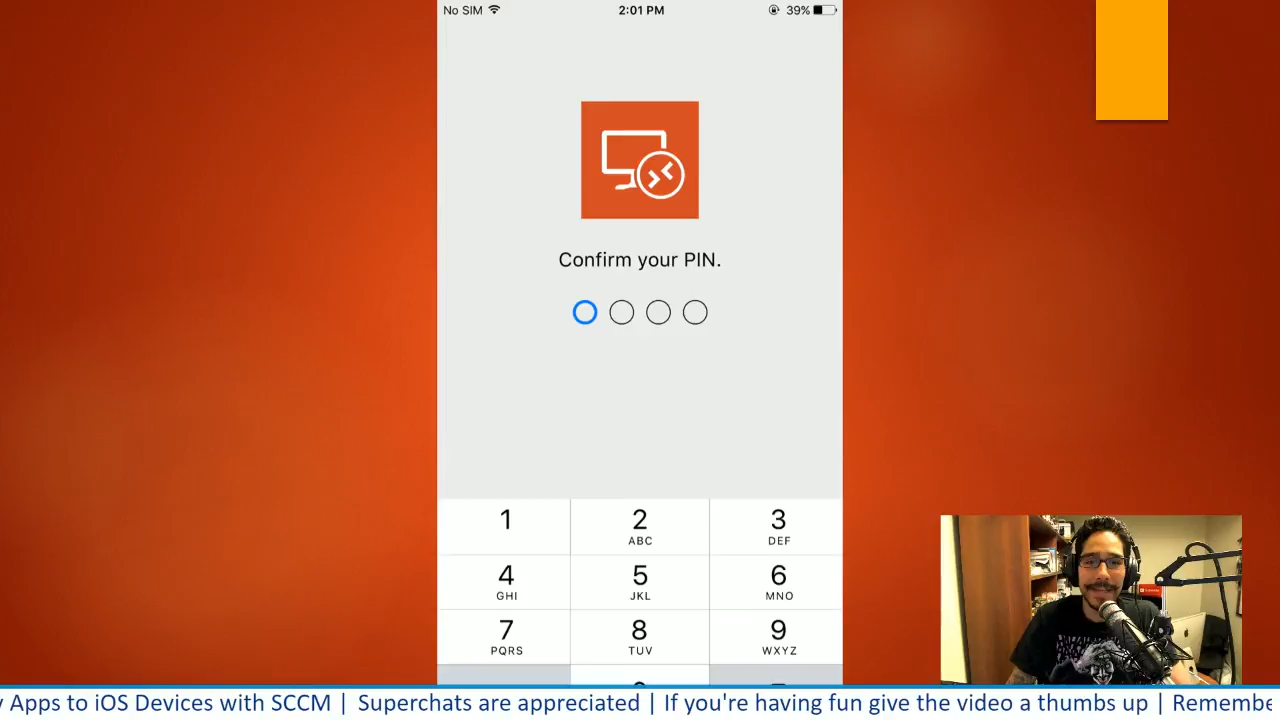 No SIM 2:01 PM 39%
Confirm your PIN.
1 2 3
ABC DEF
4 5 6
GHI JKL MNO
7 8 9
PQRS TUV WXYZ
Apps to iOS Devices with SCCM | Superchats are appreciated | If you're having fun give the video a thumbs up |